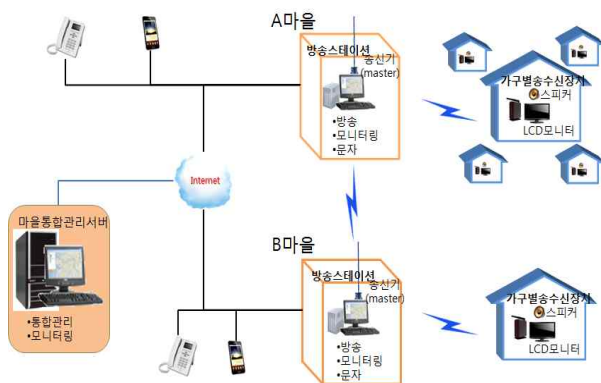 A마을
방송스테이션
송신기
(master)
•방송
•모니터링
•문자
가구별송수신장치
스피커
LCD모니터
Internet
마을통합관리서버
•통합관리
•모니터링
B마을
방송스테이션
송신기
(master)
•방송
•모니터링
•문자
가구별송수신장치
스피커
LCD모니터